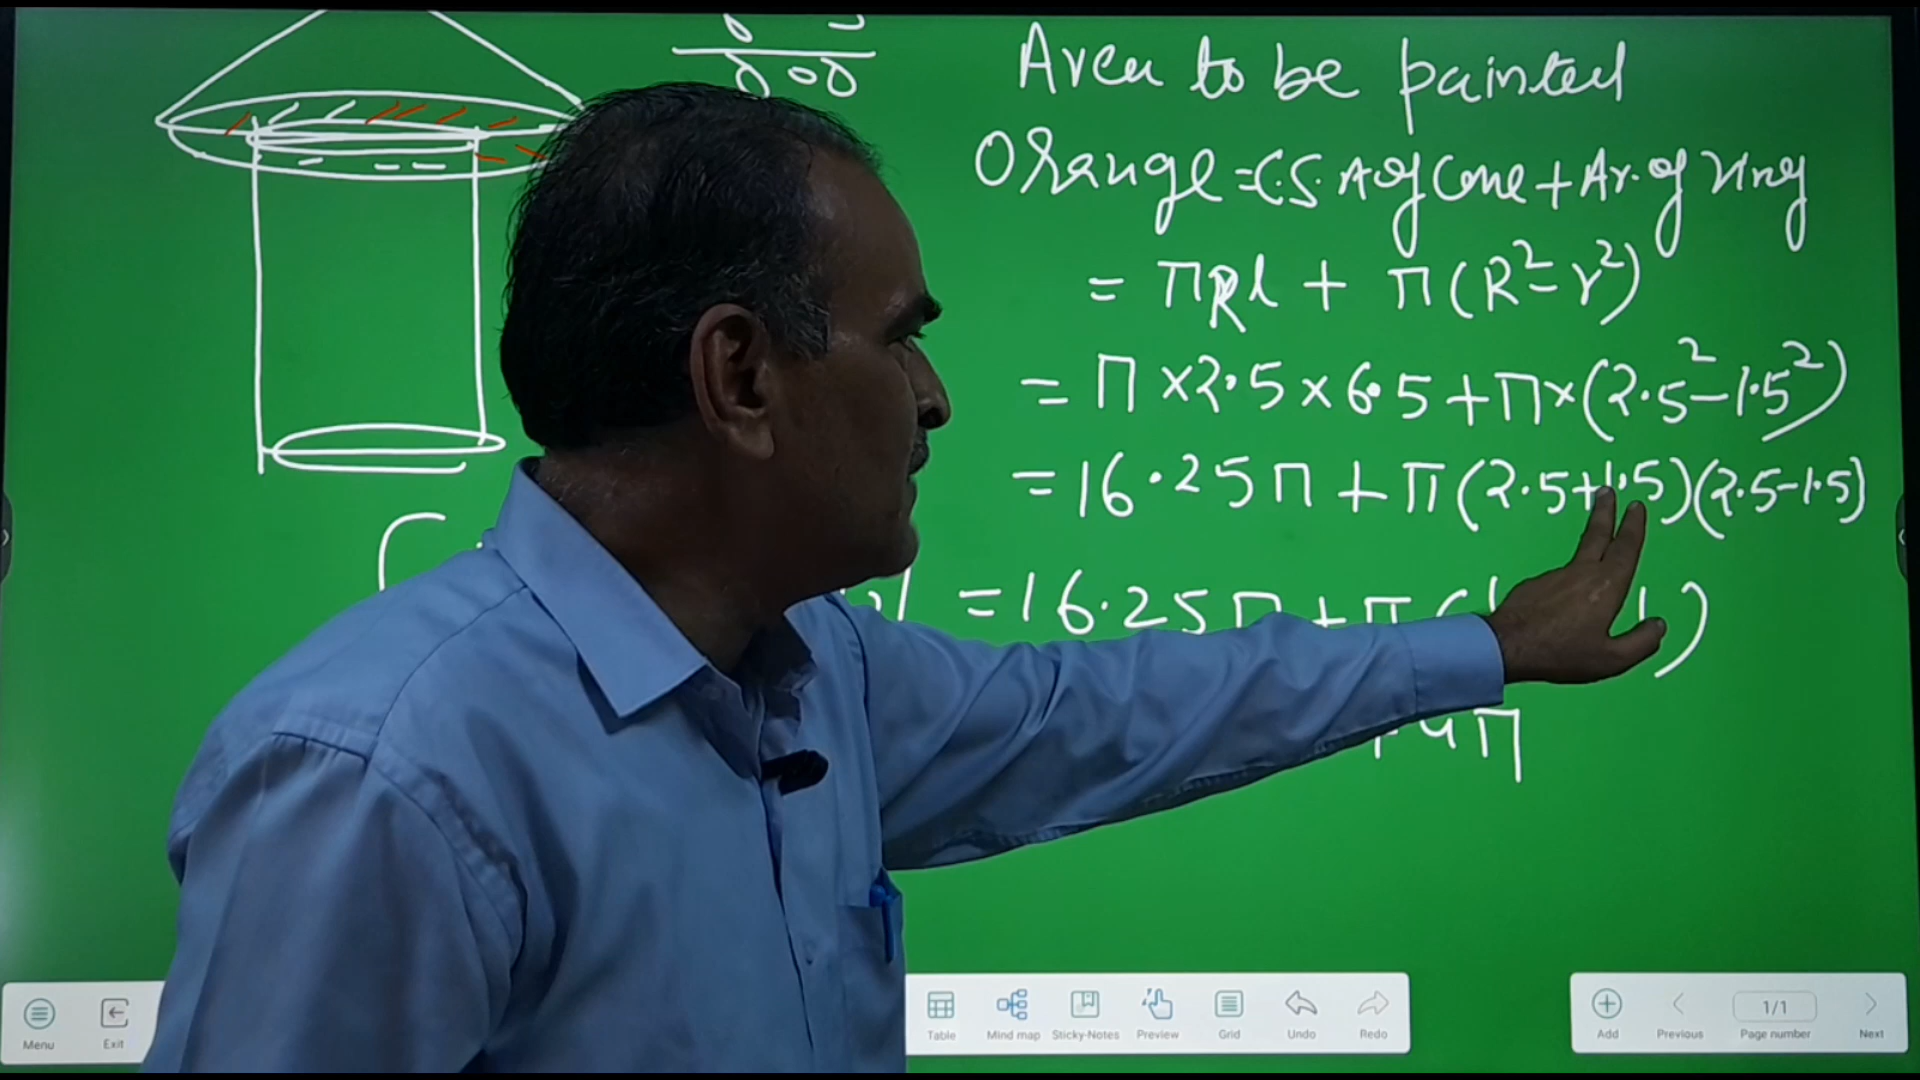 Area to be painted
Orange = C.S.A of Cone + Ar. of ring
= πRl + π(R² - r²)
= π × 2.5 × 6.5 + π × (2.5² - 1.5²)
= 16.25π + π(2.5+1.5)(2.5-1.5)
= 16.25π + π(
+ 4π
Menu
Exit
Table
Mind map
Sticky-Notes
Preview
Grid
Undo
Redo
Add
Previous
1/1
Page number
Next